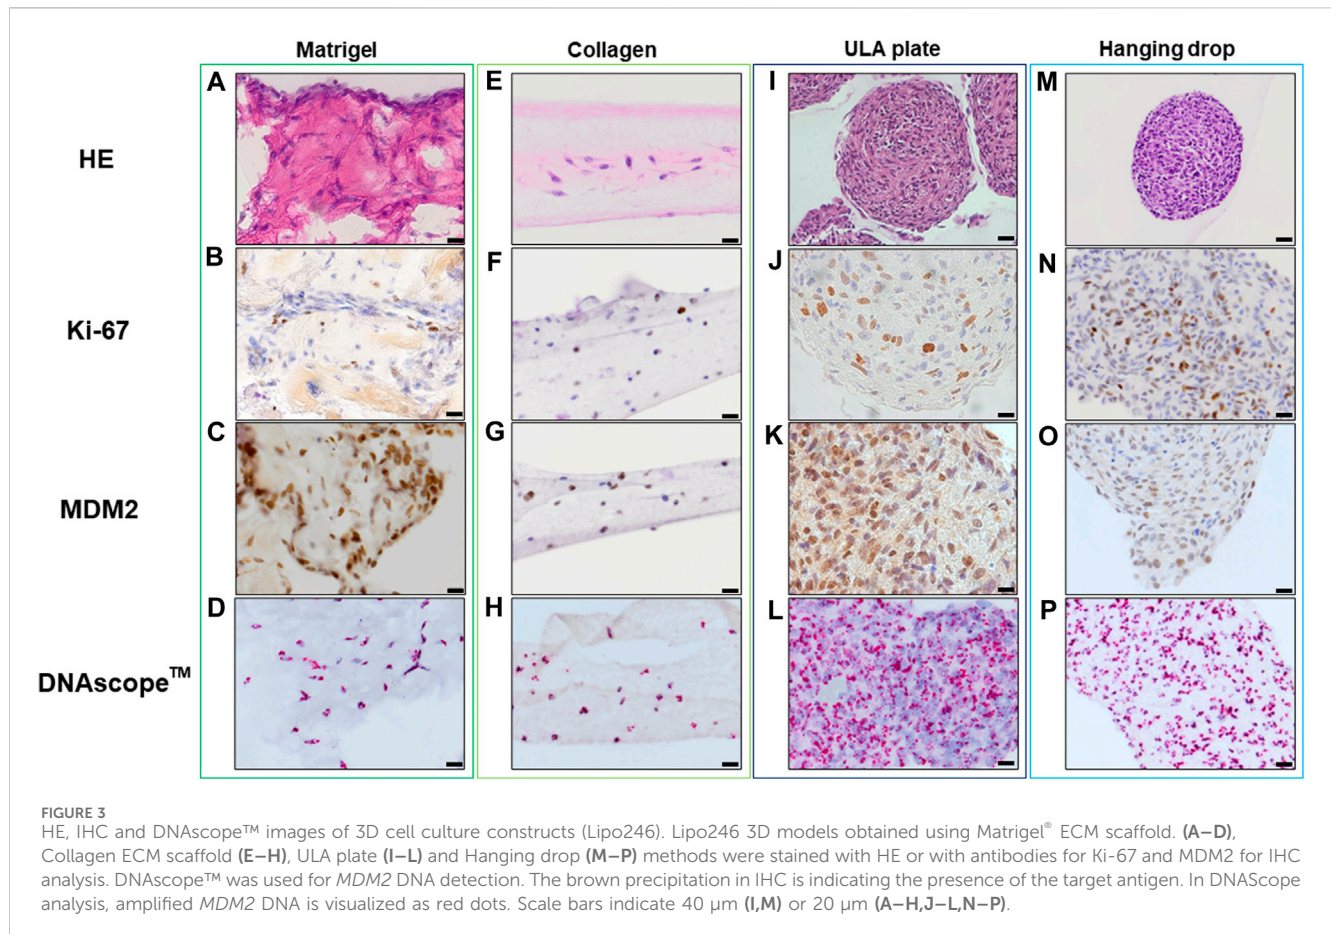 Matrigel Collagen ULA plate Hanging drop
HE A E I M
Ki-67 B F J N
MDM2 C G K O
DNAscope™ D H L P
FIGURE 3
HE, IHC and DNAscope™ images of 3D cell culture constructs (Lipo246). Lipo246 3D models obtained using Matrigel® ECM scaffold. (A–D),
Collagen ECM scaffold (E–H), ULA plate (I–L) and Hanging drop (M–P) methods were stained with HE or with antibodies for Ki-67 and MDM2 for IHC
analysis. DNAscope™ was used for MDM2 DNA detection. The brown precipitation in IHC is indicating the presence of the target antigen. In DNAScope
analysis, amplified MDM2 DNA is visualized as red dots. Scale bars indicate 40 μm (I,M) or 20 μm (A–H,J–L,N–P).